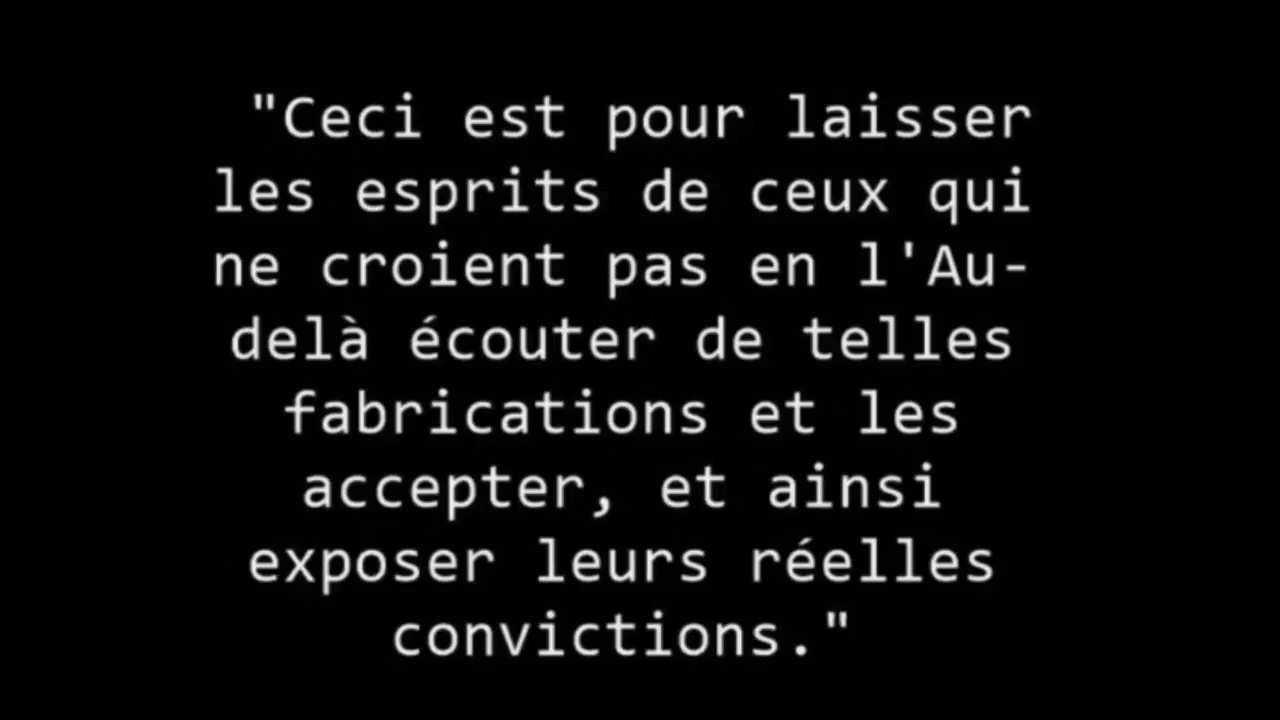 "Ceci est pour laisser
les esprits de ceux qui
ne croient pas en l'Au-
delà écouter de telles
fabrications et les
accepter, et ainsi
exposer leurs réelles
convictions."